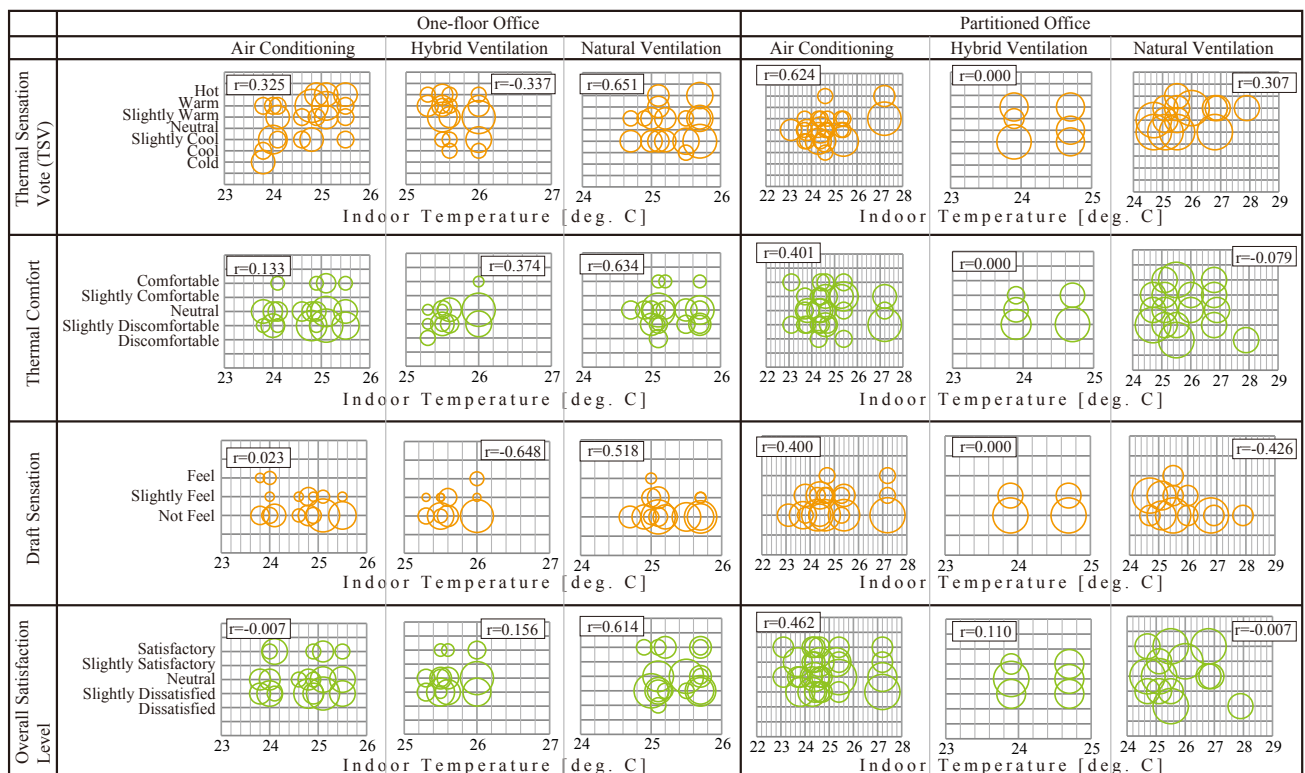 One-floor Office Partitioned Office
Air Conditioning Hybrid Ventilation Natural Ventilation Air Conditioning Hybrid Ventilation Natural Ventilation
Thermal Sensation
Vote (TSV)
Hot
Warm
Slightly Warm
Neutral
Slightly Cool
Cool
Cold
r=0.325 r=-0.337 r=0.651 r=0.624 r=0.000 r=0.307
23 24 25 26 25 26 27 25 26 22 23 24 25 26 27 28 23 24 25 24 25 26 27 28 29
Indoor Temperature [deg. C] Indoor Temperature [deg. C]
Thermal Comfort
Comfortable
Slightly Comfortable
Neutral
Slightly Discomfortable
Discomfortable
r=0.133 r=0.374 r=0.634 r=0.401 r=0.000 r=-0.079
23 24 25 26 25 26 27 25 26 22 23 24 25 26 27 28 23 24 25 24 25 26 27 28 29
Indoor Temperature [deg. C] Indoor Temperature [deg. C]
Draft Sensation
Feel
Slightly Feel
Not Feel
r=0.023 r=-0.648 r=0.518 r=0.400 r=0.000 r=-0.426
23 24 25 26 25 26 27 25 26 22 23 24 25 26 27 28 23 24 25 24 25 26 27 28 29
Indoor Temperature [deg. C] Indoor Temperature [deg. C]
Overall Satisfaction
Level
Satisfactory
Slightly Satisfactory
Neutral
Slightly Dissatisfied
Dissatisfied
r=-0.007 r=0.156 r=0.614 r=0.462 r=0.110 r=-0.007
23 24 25 26 25 26 27 25 26 22 23 24 25 26 27 28 23 24 25 24 25 26 27 28 29
Indoor Temperature [deg. C] Indoor Temperature [deg. C]